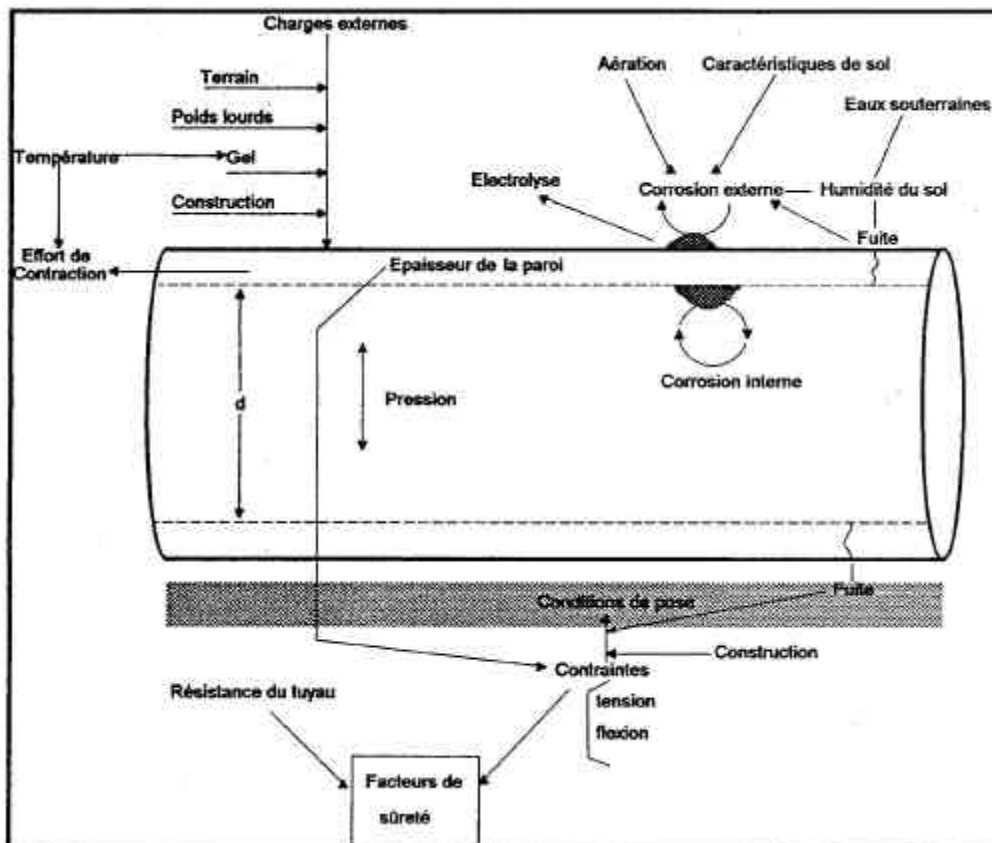 Charges externes
Aération
Caractéristiques de sol
Terrain
Eaux souterraines
Poids lourds
Température
Gel
Electrolyse
Corrosion externe
Humidité du sol
Construction
Fuite
Effort de
Contraction
Epaisseur de la paroi
Corrosion interne
d
Pression
Fuite
Conditions de pose
Construction
Contraintes
Résistance du tuyau
tension
flexion
Facteurs de
sûreté